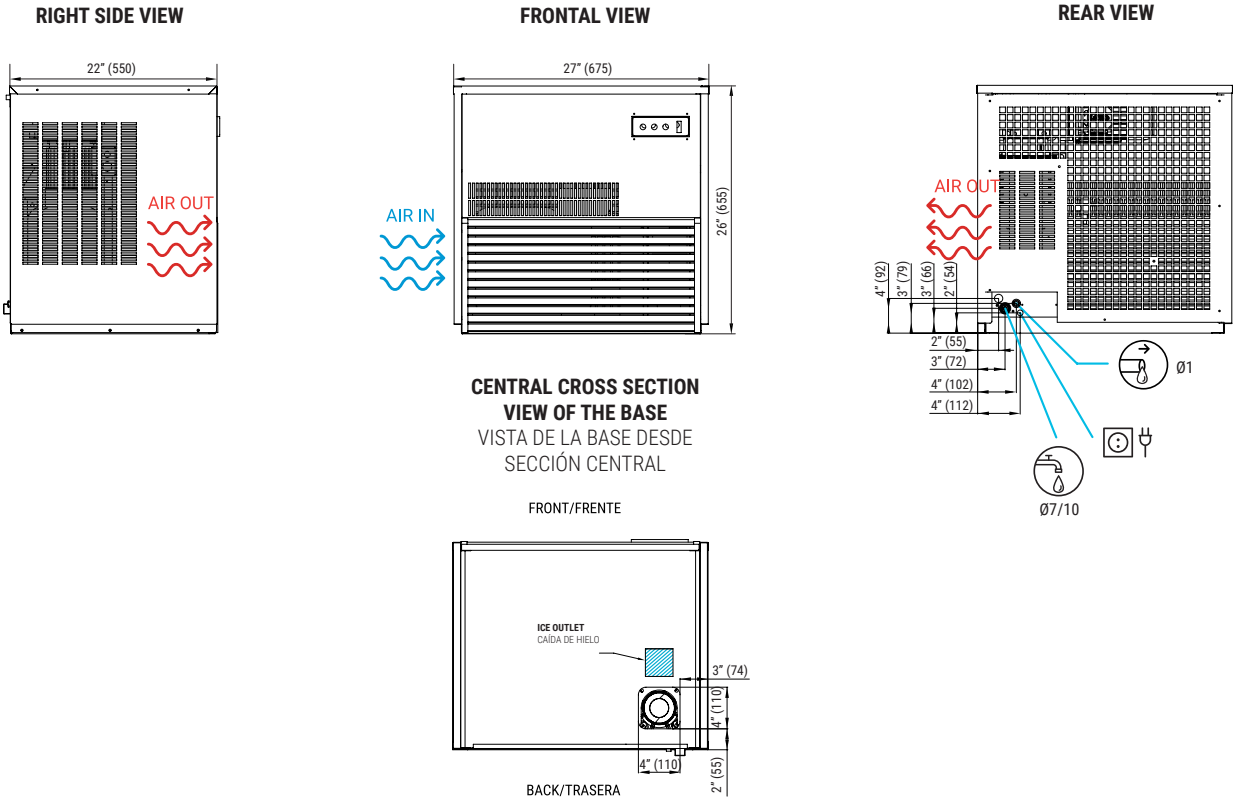 RIGHT SIDE VIEW
22” (550)
AIR OUT
FRONTAL VIEW
27” (675)
26” (655)
AIR IN
REAR VIEW
AIR OUT
4” (92)
3” (79)
3” (66)
2” (54)
2” (55)
3” (72)
4” (102)
4” (112)
Ø1
Ø7/10
CENTRAL CROSS SECTION
VIEW OF THE BASE
VISTA DE LA BASE DESDE
SECCIÓN CENTRAL
FRONT/FRENTE
ICE OUTLET
CAÍDA DE HIELO
3” (74)
4” (110)
4” (110)
2” (55)
BACK/TRASERA